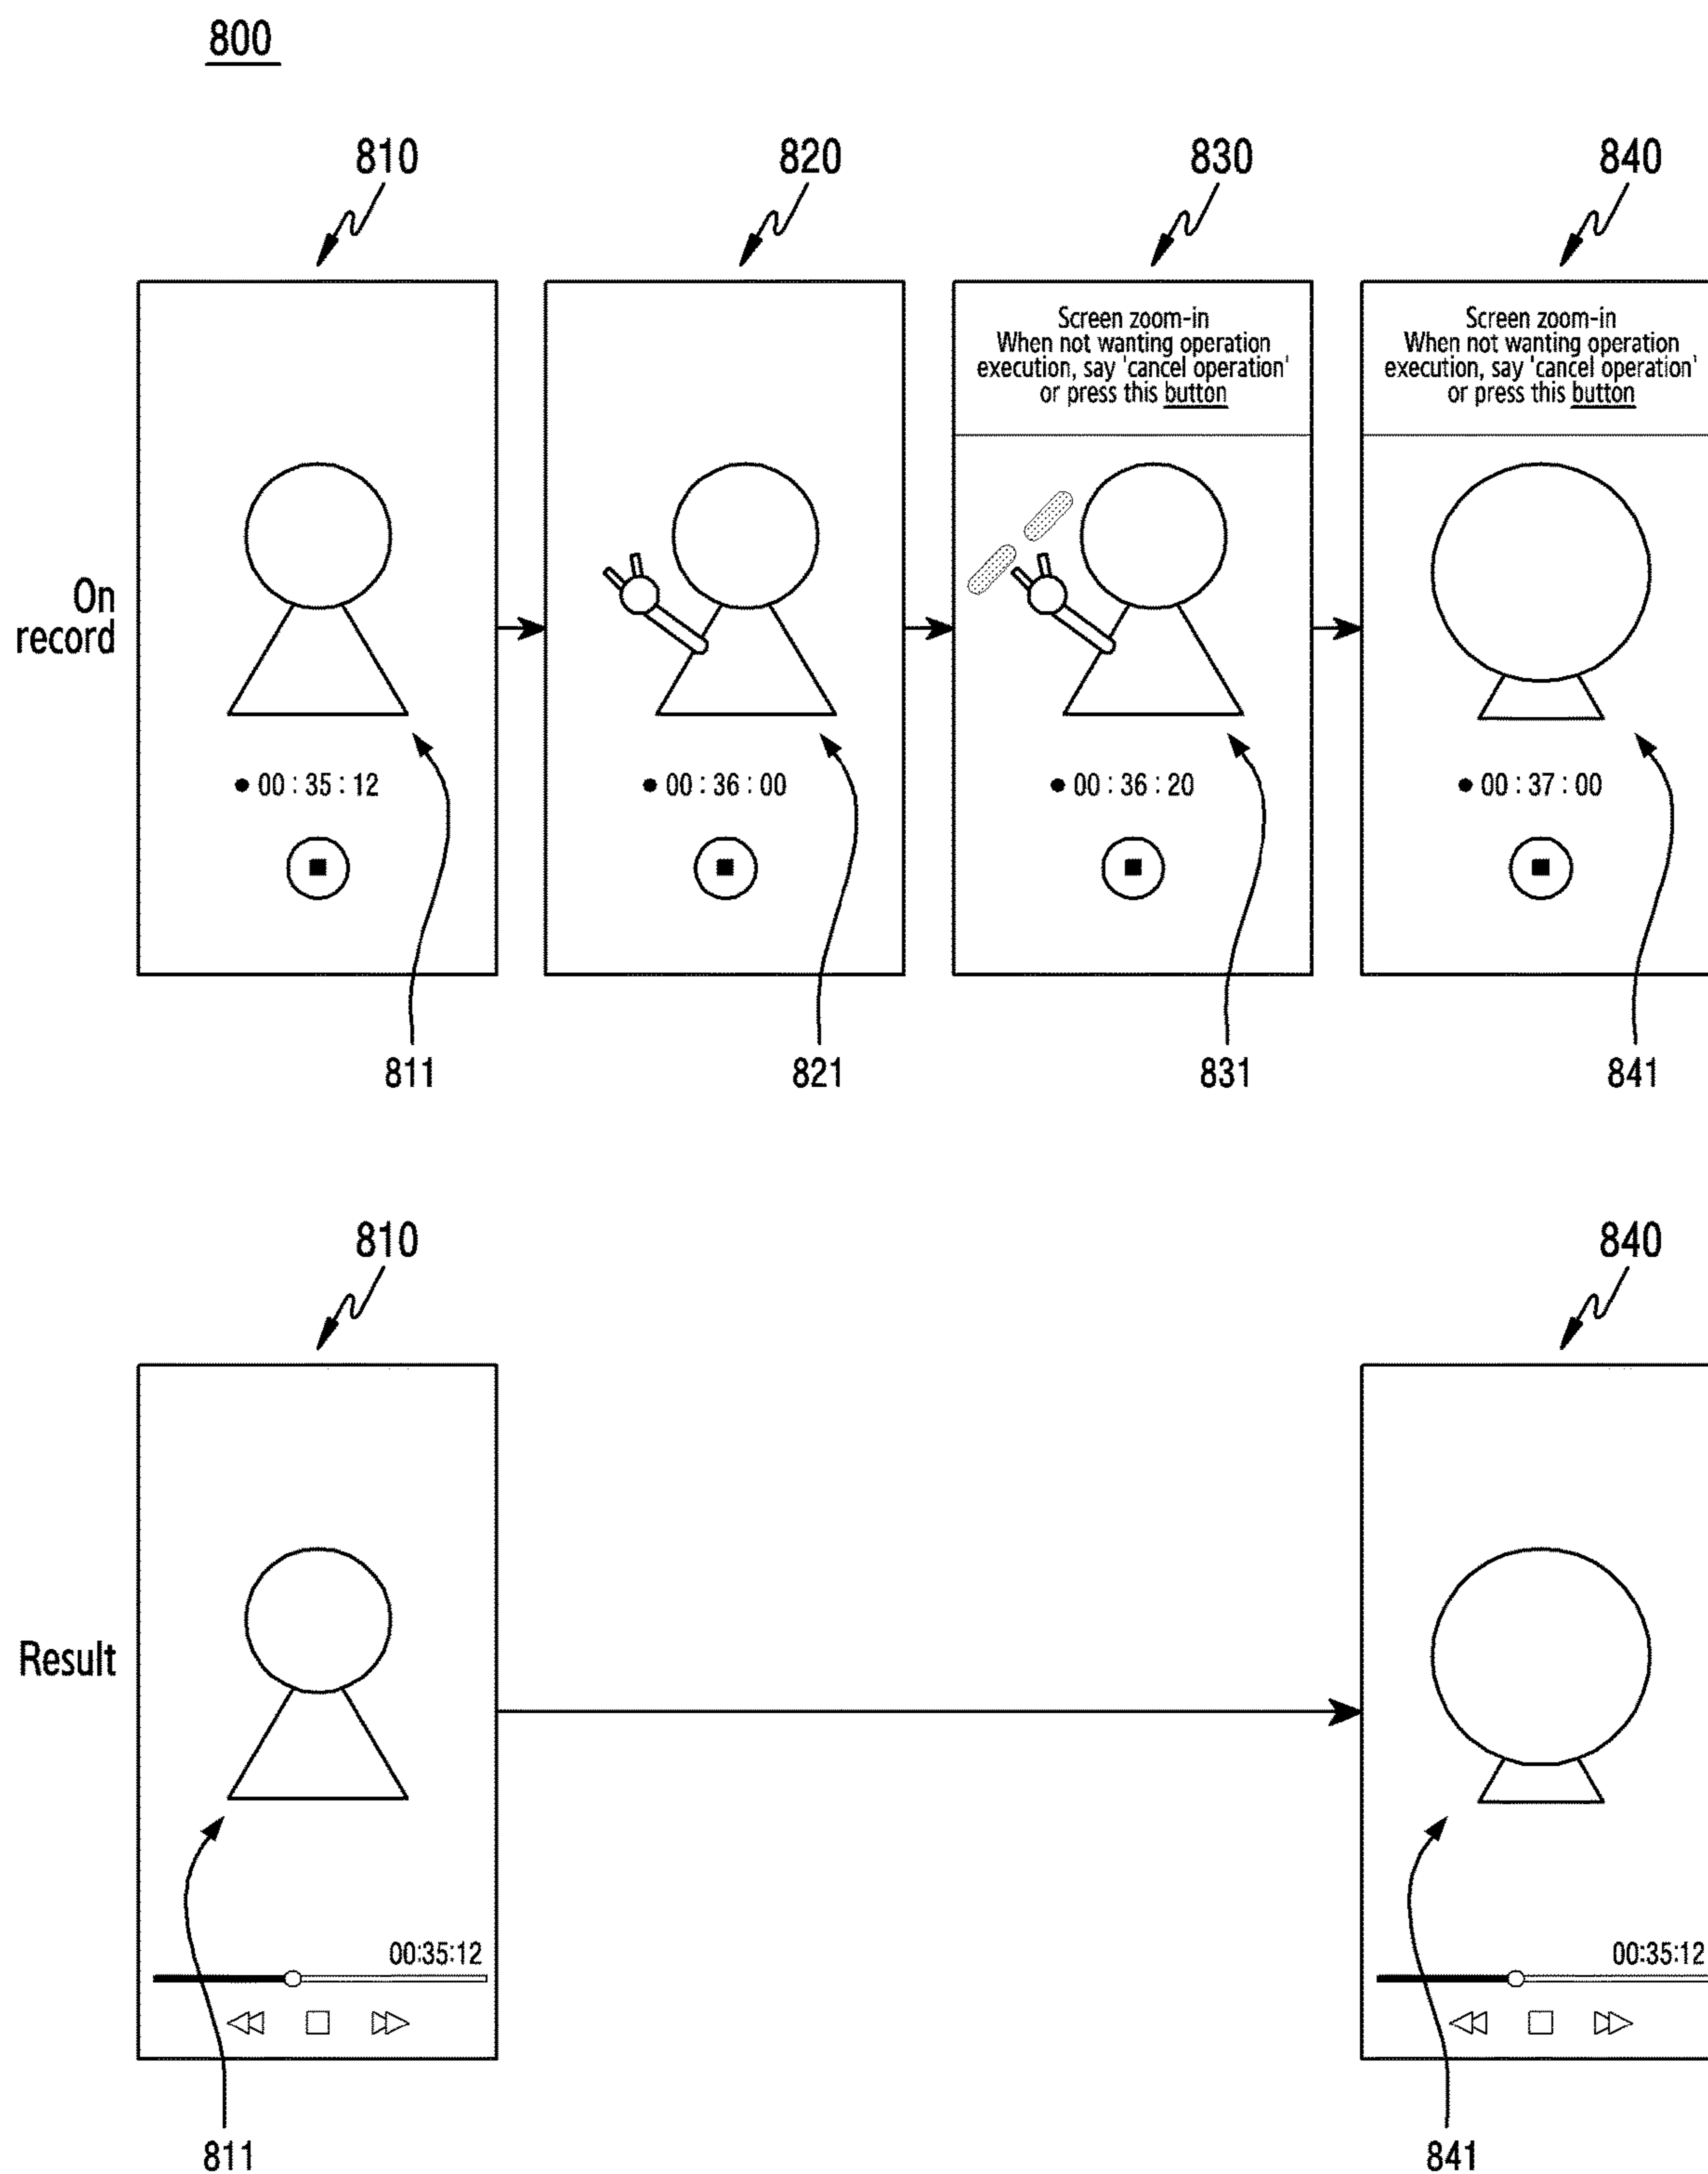 800
810
820
830
840
Screen zoom-in
When not wanting operation
execution, say 'cancel operation'
or press this button
Screen zoom-in
When not wanting operation
execution, say 'cancel operation'
or press this button
On
record
00 : 35 : 12
00 : 36 : 00
00 : 36 : 20
00 : 37 : 00
811
821
831
841
810
840
Result
00:35:12
00:35:12
811
841